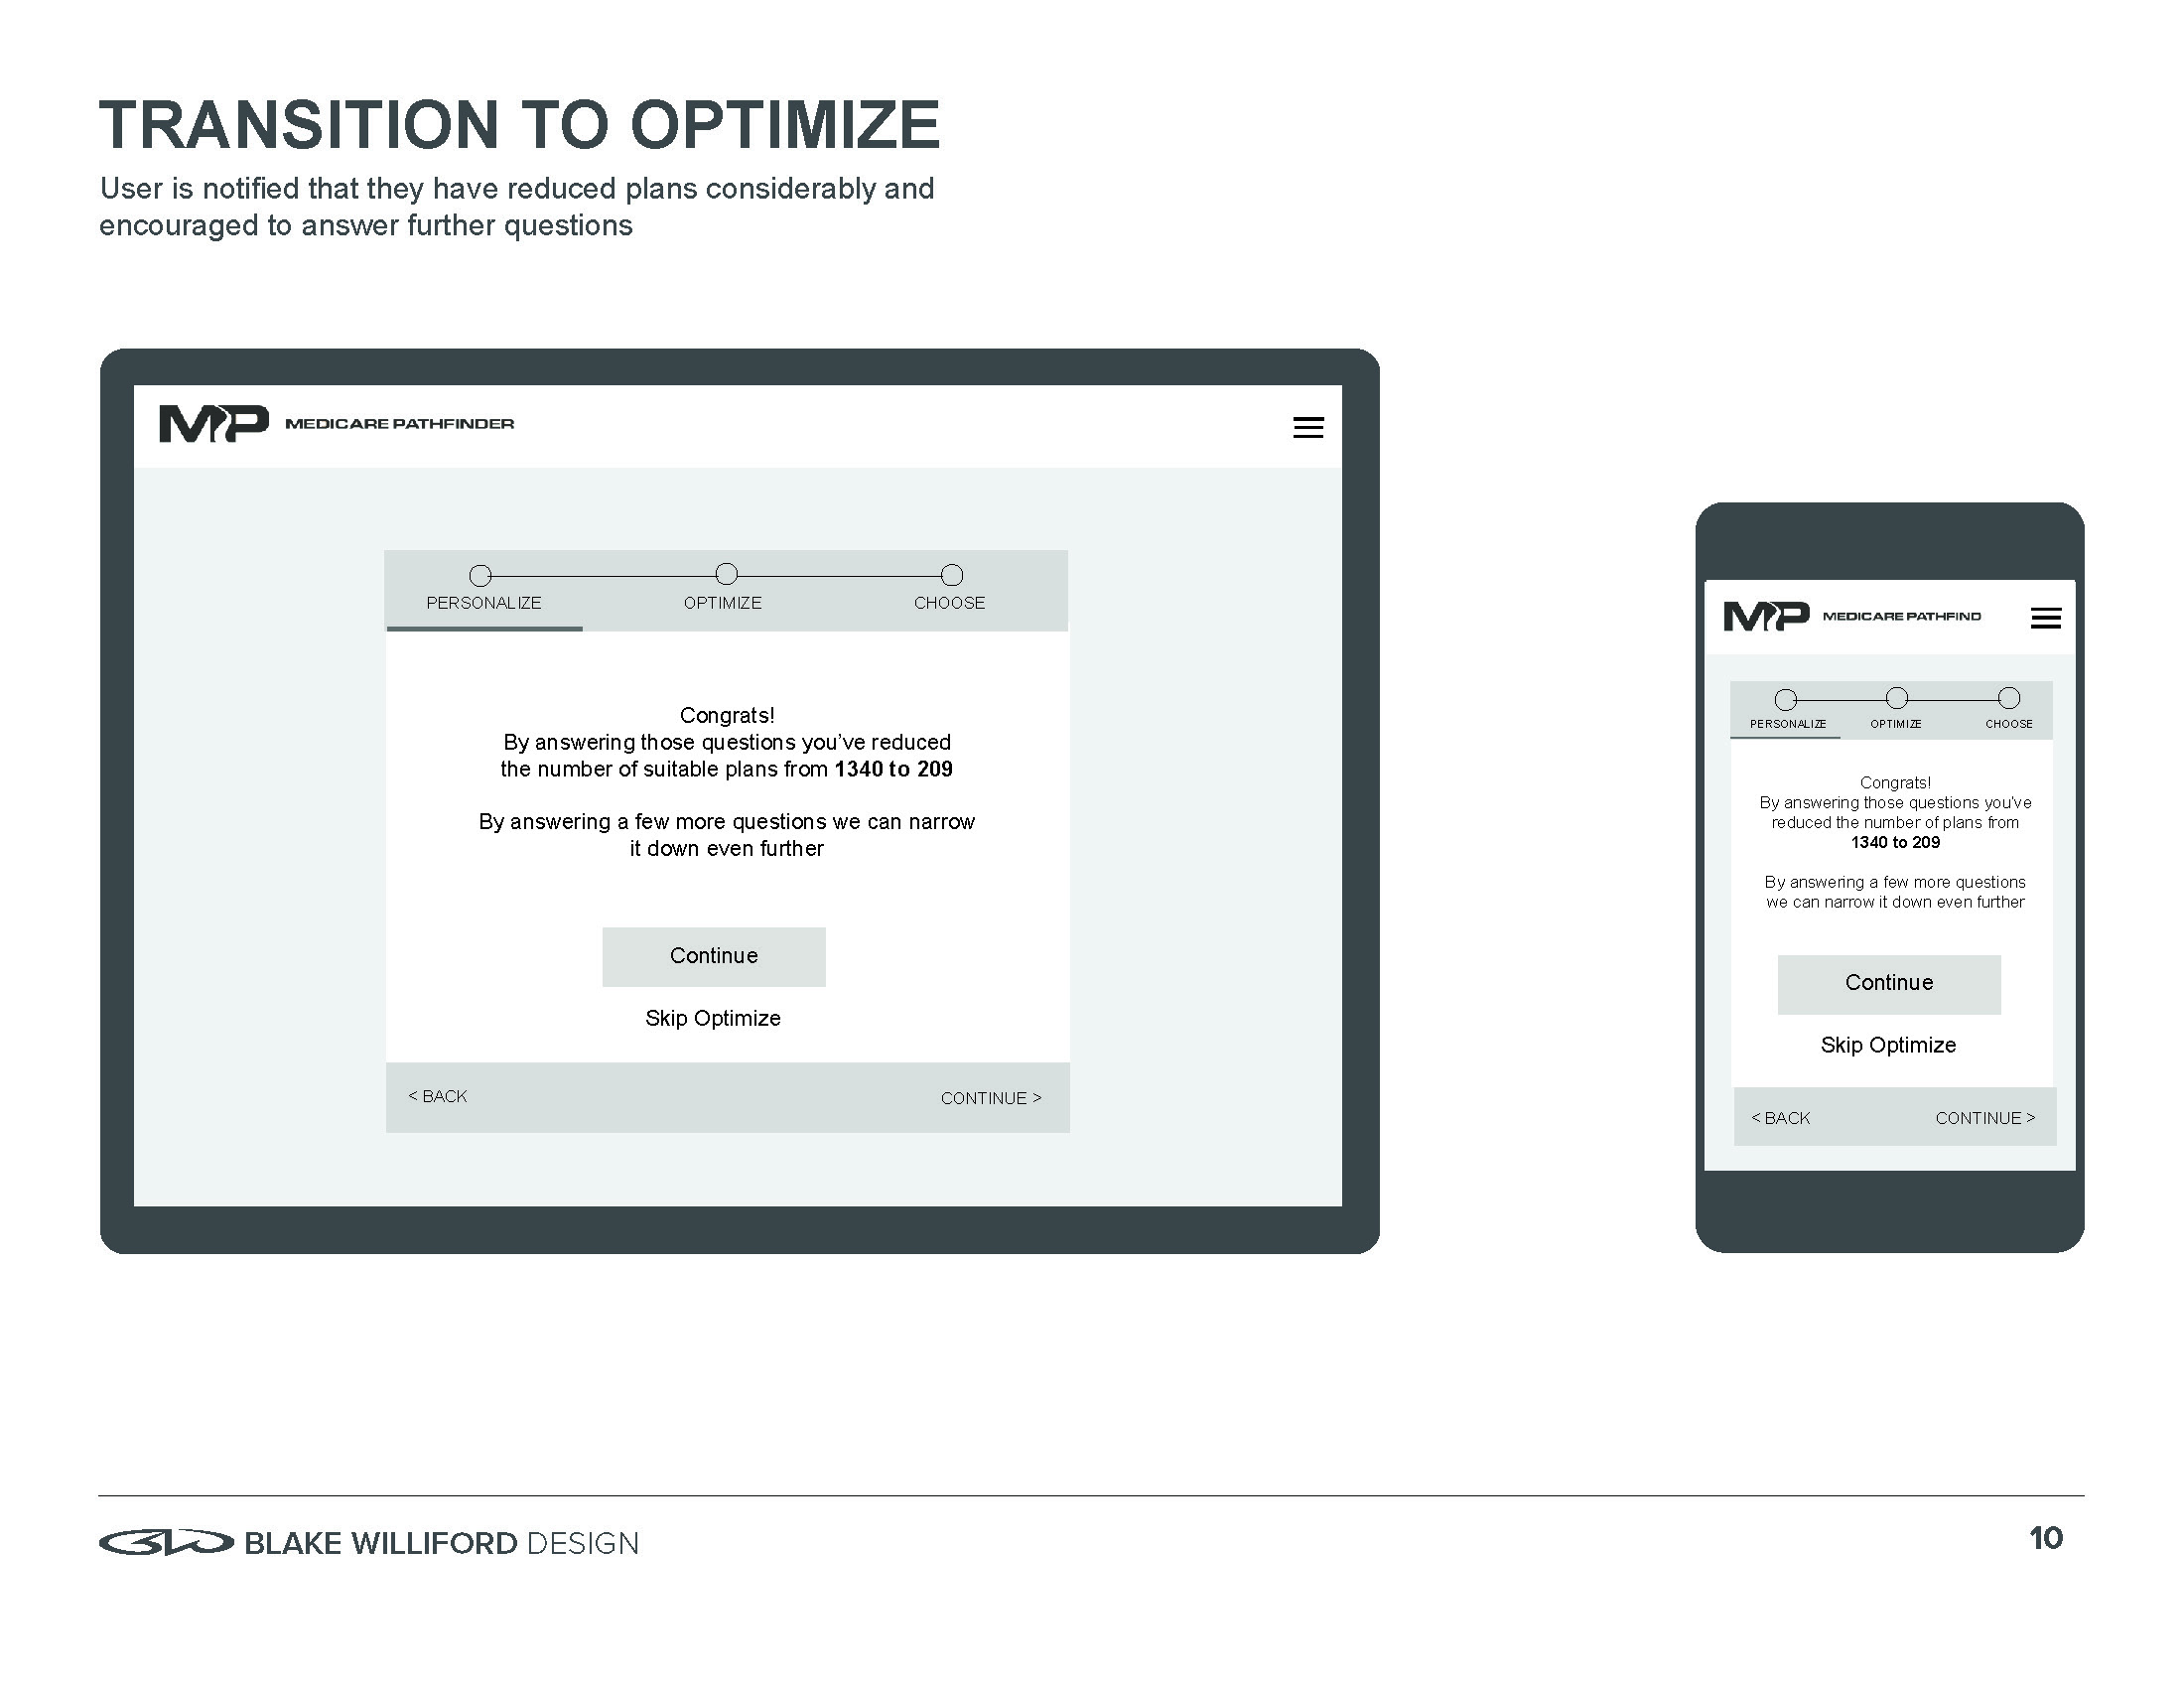 TRANSITION TO OPTIMIZE
User is notified that they have reduced plans considerably and
encouraged to answer further questions
MP MEDICARE PATHFINDER
PERSONALIZE OPTIMIZE CHOOSE
Congrats!
By answering those questions you've reduced
the number of suitable plans from 1340 to 209
By answering a few more questions we can narrow
it down even further
Continue
Skip Optimize
< BACK CONTINUE >
MP MEDICARE PATHFIND
PERSONALIZE OPTIMIZE CHOOSE
Congrats!
By answering those questions you've
reduced the number of plans from
1340 to 209
By answering a few more questions
we can narrow it down even further
Continue
Skip Optimize
< BACK CONTINUE >
BW BLAKE WILLIFORD DESIGN
10